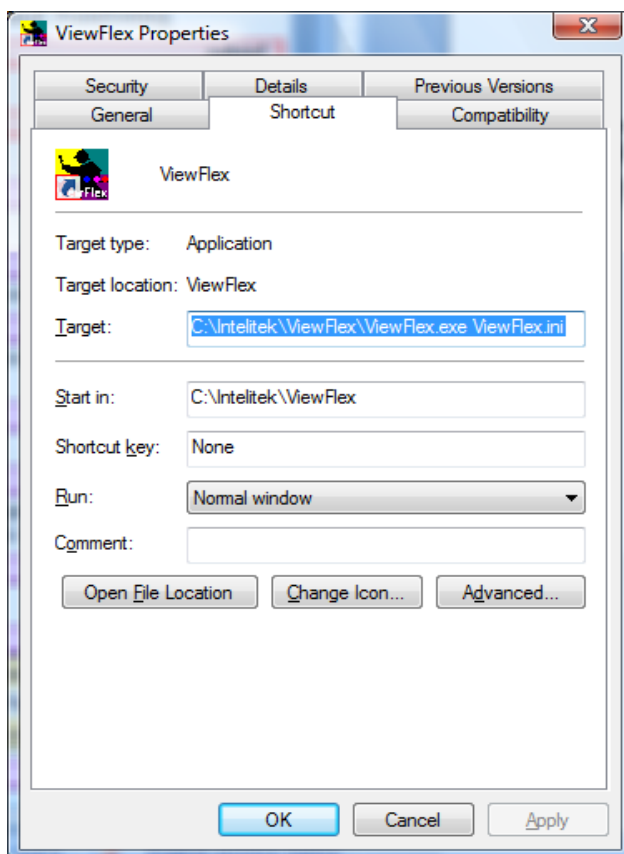 ViewFlex Properties
Security Details Previous Versions
General Shortcut Compatibility
ViewFlex
Target type: Application
Target location: ViewFlex
Target: C:\Intelitek\ViewFlex\ViewFlex.exe ViewFlex.ini
Start in: C:\Intelitek\ViewFlex
Shortcut key: None
Run: Normal window
Comment:
Open File Location Change Icon... Advanced...
OK Cancel Apply